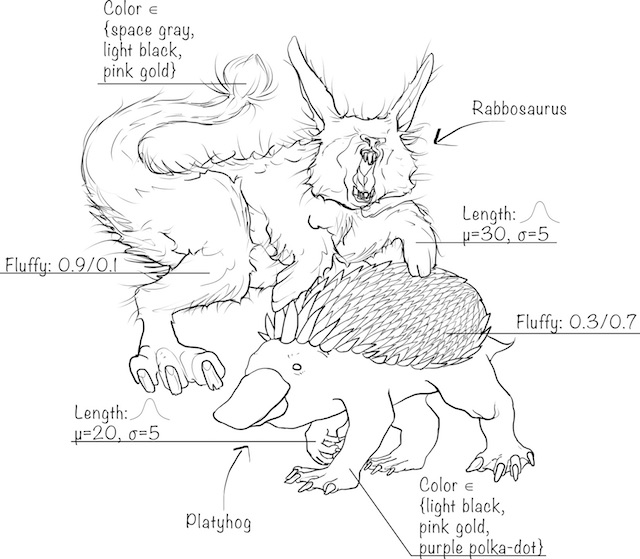 Color ∈
{space gray,
light black,
pink gold}
Rabbosaurus
Length:
μ=30, σ=5
Fluffy: 0.9/0.1
Fluffy: 0.3/0.7
Length:
μ=20, σ=5
Platyhog
Color ∈
{light black,
pink gold,
purple polka-dot}